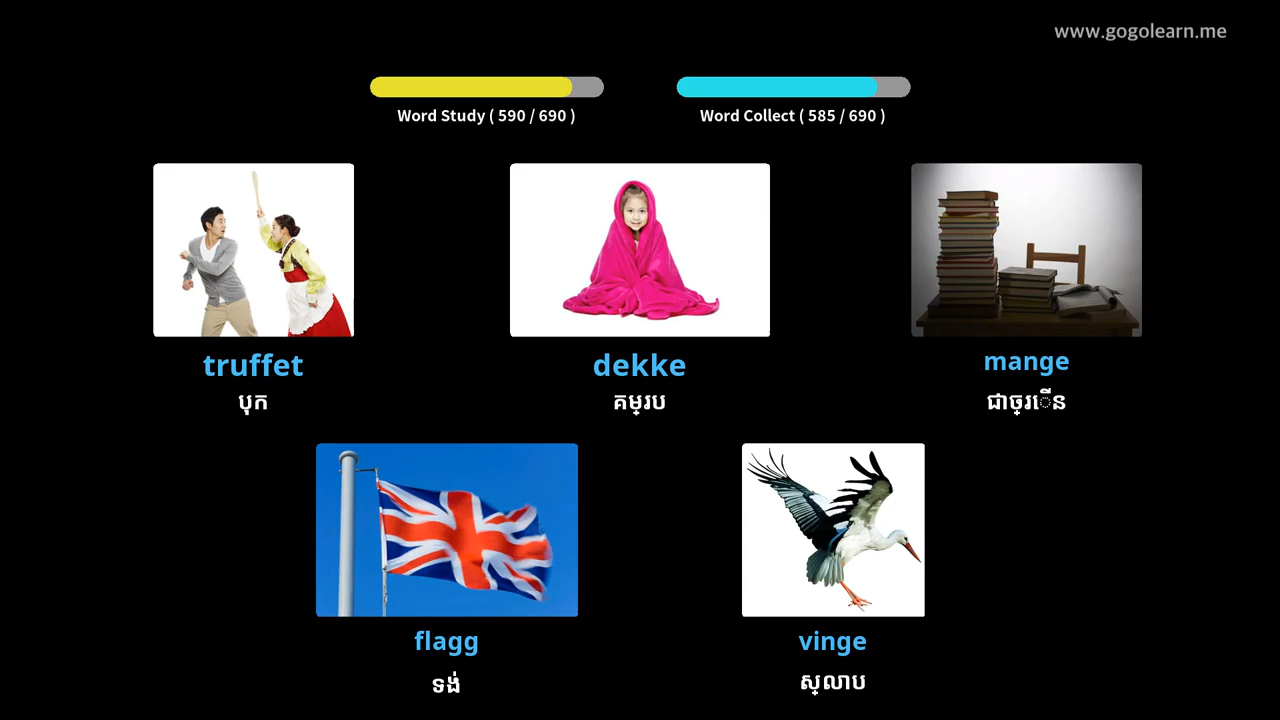 www.gogolearn.me
Word Study ( 590 / 690 )
Word Collect ( 585 / 690 )
truffet
បុក
dekke
គម្រប
mange
ជាច្រើន
flagg
ទង់
vinge
ស្លាប